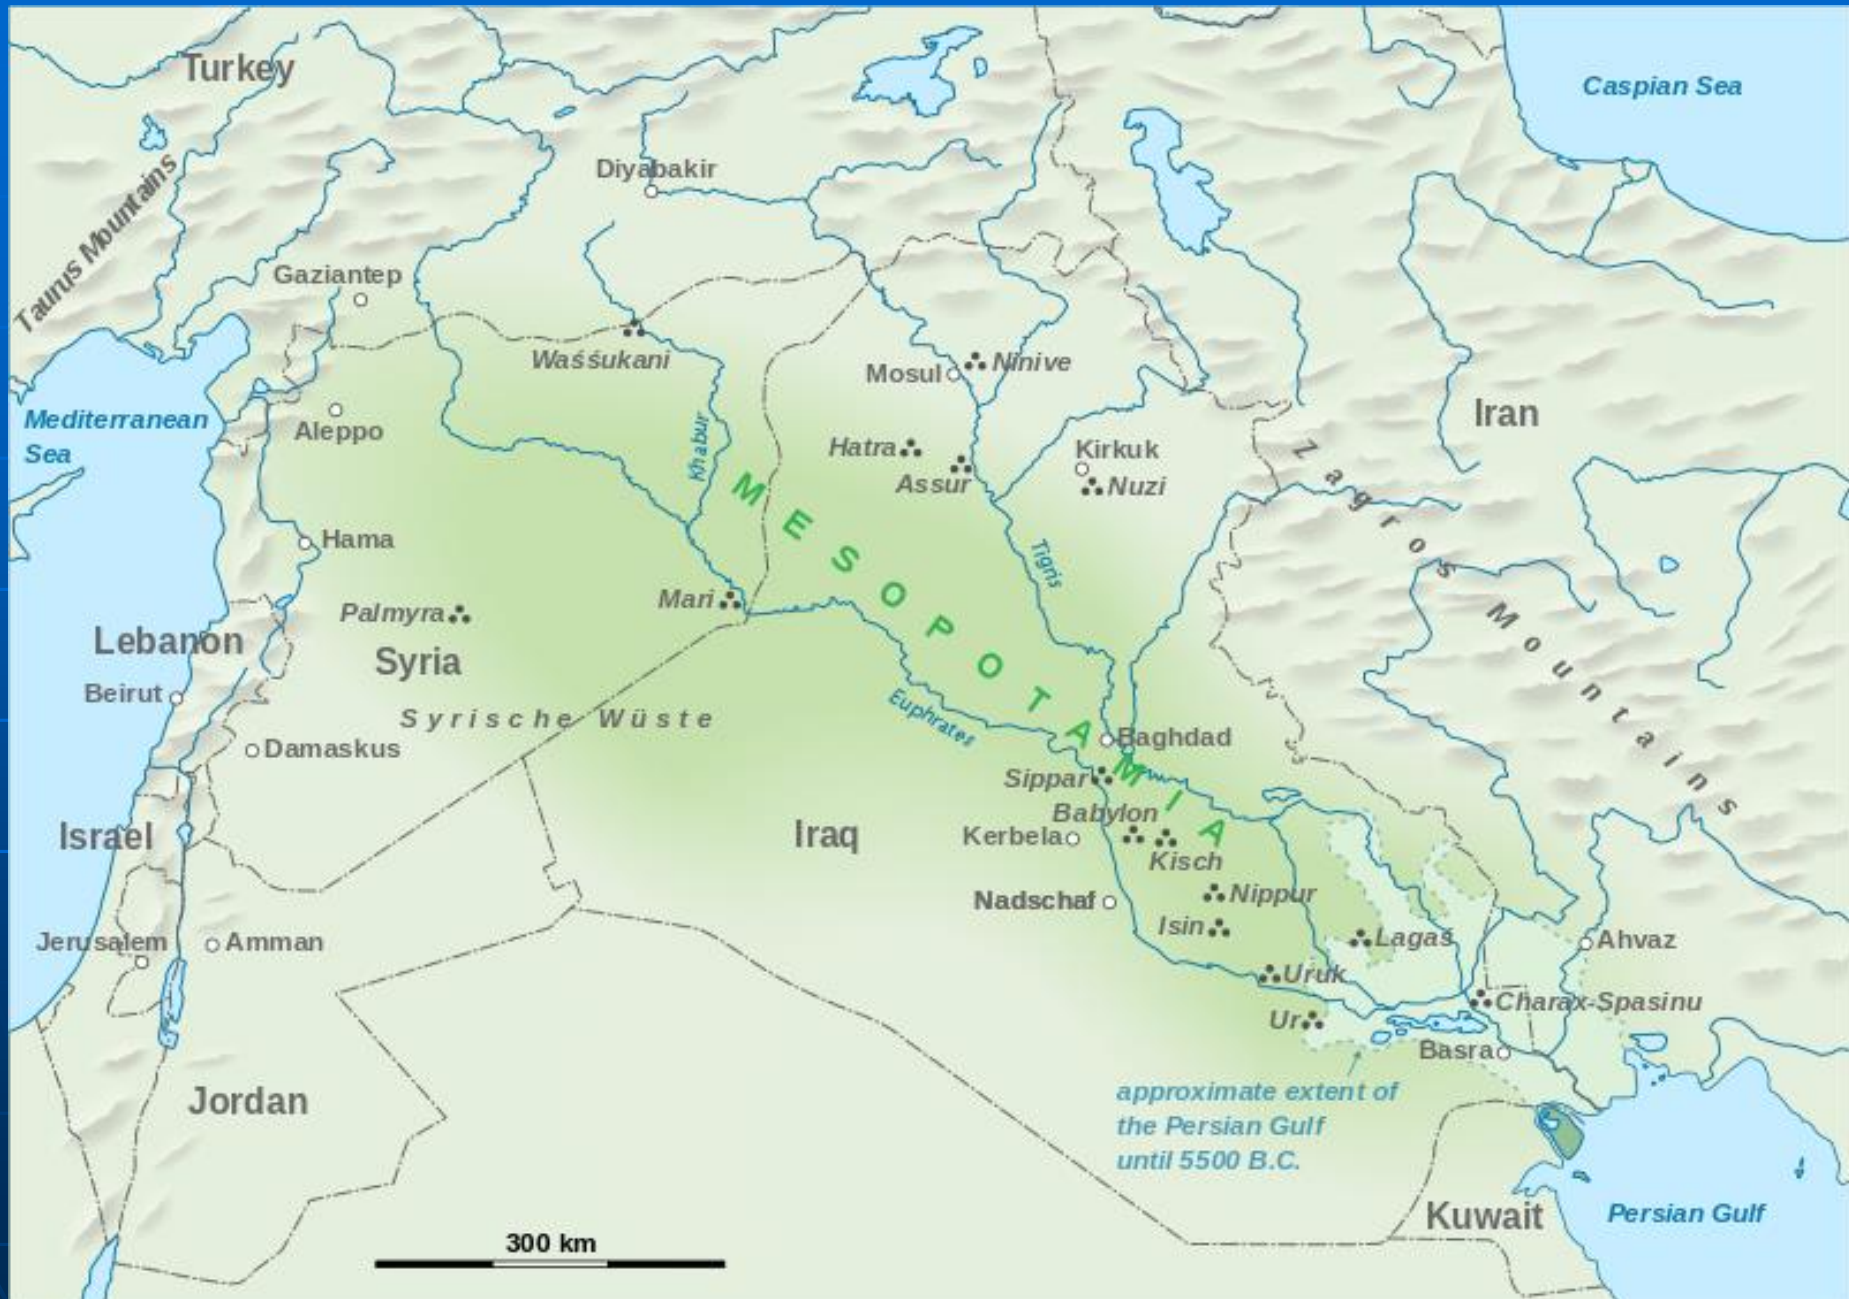 Turkey
Caspian Sea
Taurus Mountains
Diyabakir
Gaziantep
Waśśukani
Mosul
Ninive
Mediterranean
Sea
Aleppo
Khabur
Hatra
Assur
Kirkuk
Nuzi
Iran
Zagros Mountains
MESOPOTAMIA
Hama
Tigris
Palmyra
Mari
Lebanon
Syria
Beirut
Syrische Wüste
Euphrates
Damaskus
Baghdad
Sippar
Babylon
Israel
Iraq
Kerbela
Kisch
Nadschaf
Nippur
Isin
Lagaś
Jerusalem
Amman
Ahvaz
Uruk
Charax-Spasinu
Ur
Basra
Jordan
approximate extent of
the Persian Gulf
until 5500 B.C.
Kuwait
Persian Gulf
300 km